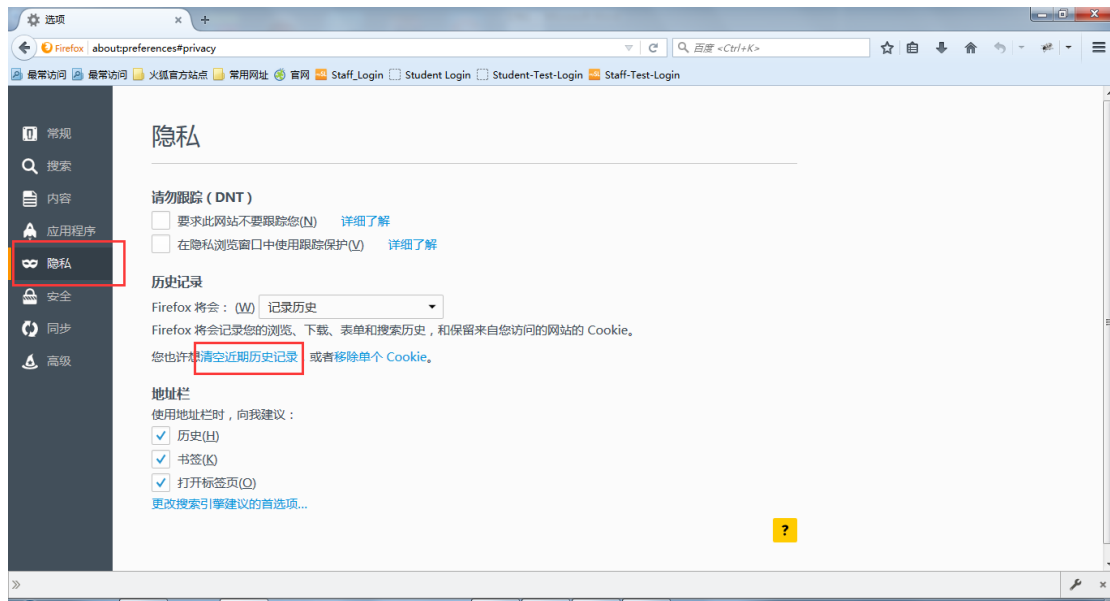 选项 × +
Firefox about:preferences#privacy 百度 <Ctrl+K>
最常访问 最常访问 火狐官方站点 常用网址 官网 Staff_Login Student Login Student-Test-Login Staff-Test-Login
常规
搜索
内容
应用程序
隐私
安全
同步
高级
隐私
请勿跟踪 ( DNT )
要求此网站不要跟踪您(N) 详细了解
在隐私浏览窗口中使用跟踪保护(V) 详细了解
历史记录
Firefox 将会： (W) 记录历史
Firefox 将会记录您的浏览、下载、表单和搜索历史，和保留来自您访问的网站的 Cookie。
您也许想清空近期历史记录 或者移除单个 Cookie。
地址栏
使用地址栏时，向我建议：
历史(H)
书签(K)
打开标签页(O)
更改搜索引擎建议的首选项...
?